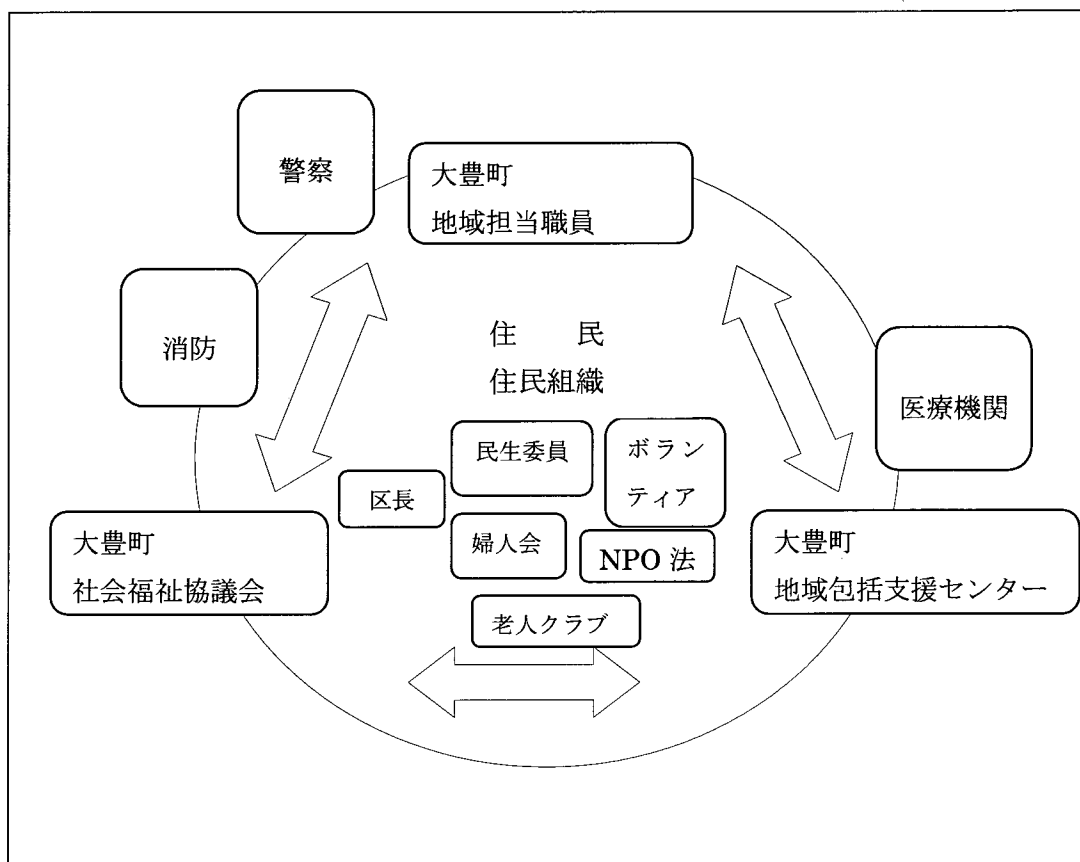 警察
大豊町
地域担当職員
消防
住　　民
住民組織
医療機関
民生委員
ボ ラ ン
ティア
区長
婦人会
NPO 法
大豊町
社会福祉協議会
大豊町
地域包括支援センター
老人クラブ